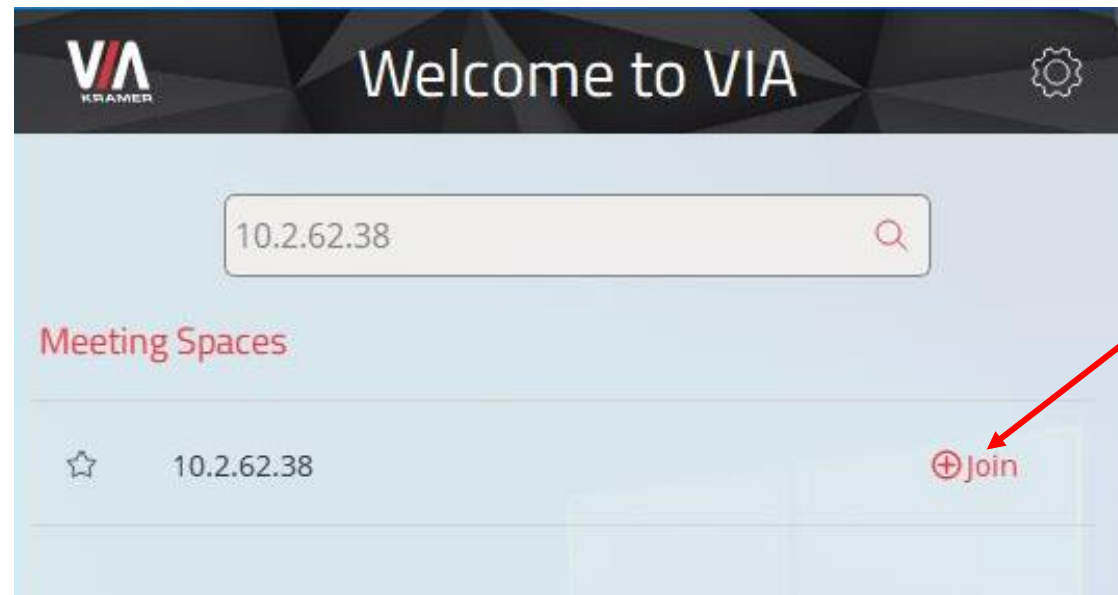 VIA
KRAMER
Welcome to VIA
10.2.62.38
Meeting Spaces
10.2.62.38
Join